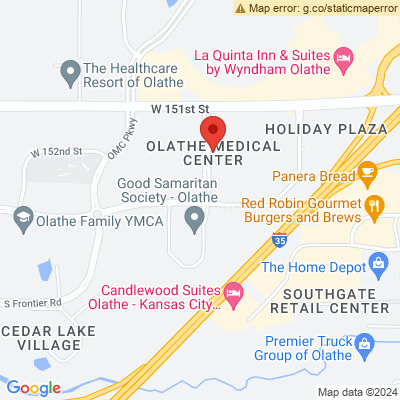 Map error: g.co/staticmaperror
La Quinta Inn & Suites
by Wyndham Olathe
The Healthcare
Resort of Olathe
W 151st St
OMC Pkwy
HOLIDAY PLAZA
OLATHE MEDICAL
CENTER
W 152nd St
Panera Bread
Good Samaritan
Society - Olathe
Red Robin Gourmet
Burgers and Brews
Olathe Family YMCA
35
The Home Depot
Candlewood Suites
Olathe - Kansas City...
S Frontier Rd
SOUTHGATE
RETAIL CENTER
CEDAR LAKE
VILLAGE
Premier Truck
Group of Olathe
Google
Map data ©2024